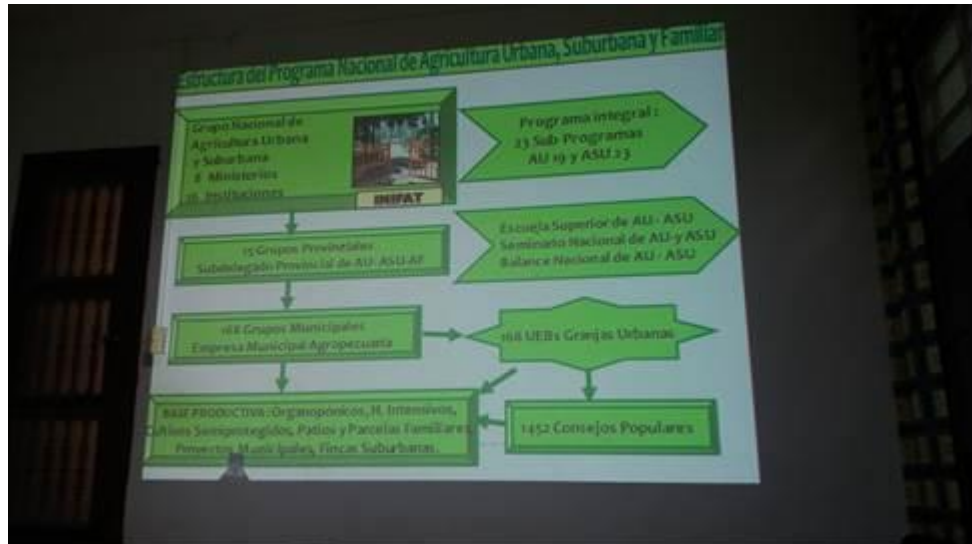 Estructura del Programa Nacional de Agricultura Urbana, Suburbana y Familiar
Grupo Nacional de
Agricultura Urbana
y Suburbana
8 Ministerios
16 Instituciones
INIFAT
Programa integral :
23 Sub-Programas
AU 19 y ASU 23
Escuela Superior de AU - ASU
Seminario Nacional de AU-y ASU
Balance Nacional de AU - ASU
15 Grupos Provinciales
Subdelegado Provincial de AU- ASU-AF
168 Grupos Municipales
Empresa Municipal Agropecuaria
168 UEBs Granjas Urbanas
BASE PRODUCTIVA: Organopónicos, H. Intensivos,
Cultivos Semiprotegidos, Patios y Parcelas Familiares,
Proyectos Municipales, Fincas Suburbanas.
1452 Consejos Populares